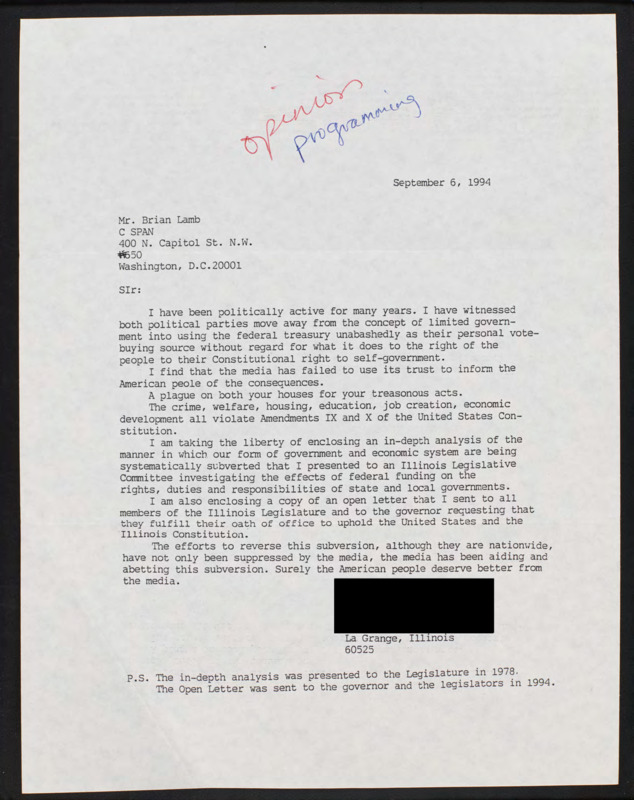 opinion
programming
September 6, 1994
Mr. Brian Lamb
C SPAN
400 N. Capitol St. N.W.
#650
Washington, D.C.20001
SIr:
I have been politically active for many years. I have witnessed
both political parties move away from the concept of limited govern-
ment into using the federal treasury unabashedly as their personal vote-
buying source without regard for what it does to the right of the
people to their Constitutional right to self-government.
I find that the media has failed to use its trust to inform the
American peole of the consequences.
A plague on both your houses for your treasonous acts.
The crime, welfare, housing, education, job creation, economic
development all violate Amendments IX and X of the United States Con-
stitution.
I am taking the liberty of enclosing an in-depth analysis of the
manner in which our form of government and economic system are being
systematically subverted that I presented to an Illinois Legislative
Committee investigating the effects of federal funding on the
rights, duties and responsibilities of state and local governments.
I am also enclosing a copy of an open letter that I sent to all
members of the Illinois Legislature and to the governor requesting that
they fulfill their oath of office to uphold the United States and the
Illinois Constitution.
The efforts to reverse this subversion, although they are nationwide,
have not only been suppressed by the media, the media has been aiding and
abetting this subversion. Surely the American people deserve better from
the media.
La Grange, Illinois
60525
P.S. The in-depth analysis was presented to the Legislature in 1978.
The Open Letter was sent to the governor and the legislators in 1994.